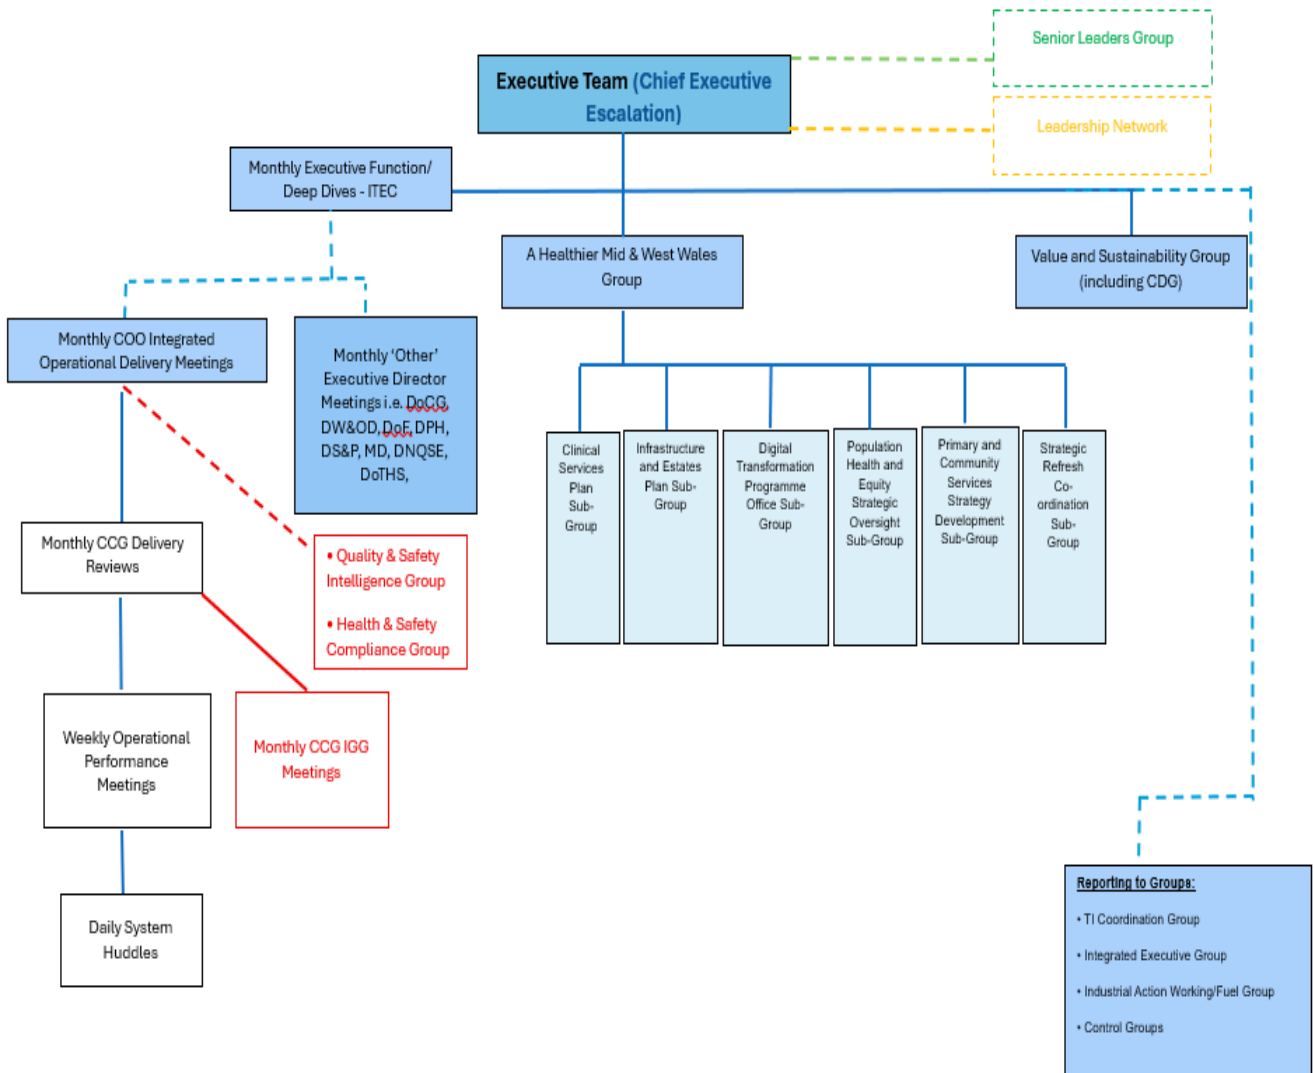 Senior Leaders Group
Executive Team (Chief Executive
Escalation)
Leadership Network
Monthly Executive Function/
Deep Dives - ITEC
A Healthier Mid & West Wales
Group
Value and Sustainability Group
(including CDG)
Monthly COO Integrated
Operational Delivery Meetings
Monthly ‘Other’
Executive Director
Meetings i.e. DoCG,
DW&OD, DoF, DPH,
DS&P, MD, DNQSE,
DoTHS,
Clinical
Services
Plan
Sub-
Group
Infrastructure
and Estates
Plan Sub-
Group
Digital
Transformation
Programme
Office Sub-
Group
Population
Health and
Equity
Strategic
Oversight
Sub-Group
Primary and
Community
Services
Strategy
Development
Sub-Group
Strategic
Refresh
Co-
ordination
Sub-
Group
Monthly CCG Delivery
Reviews
• Quality & Safety
Intelligence Group
• Health & Safety
Compliance Group
Weekly Operational
Performance
Meetings
Monthly CCG IGG
Meetings
Daily System
Huddles
Reporting to Groups:
• TI Coordination Group
• Integrated Executive Group
• Industrial Action Working/Fuel Group
• Control Groups